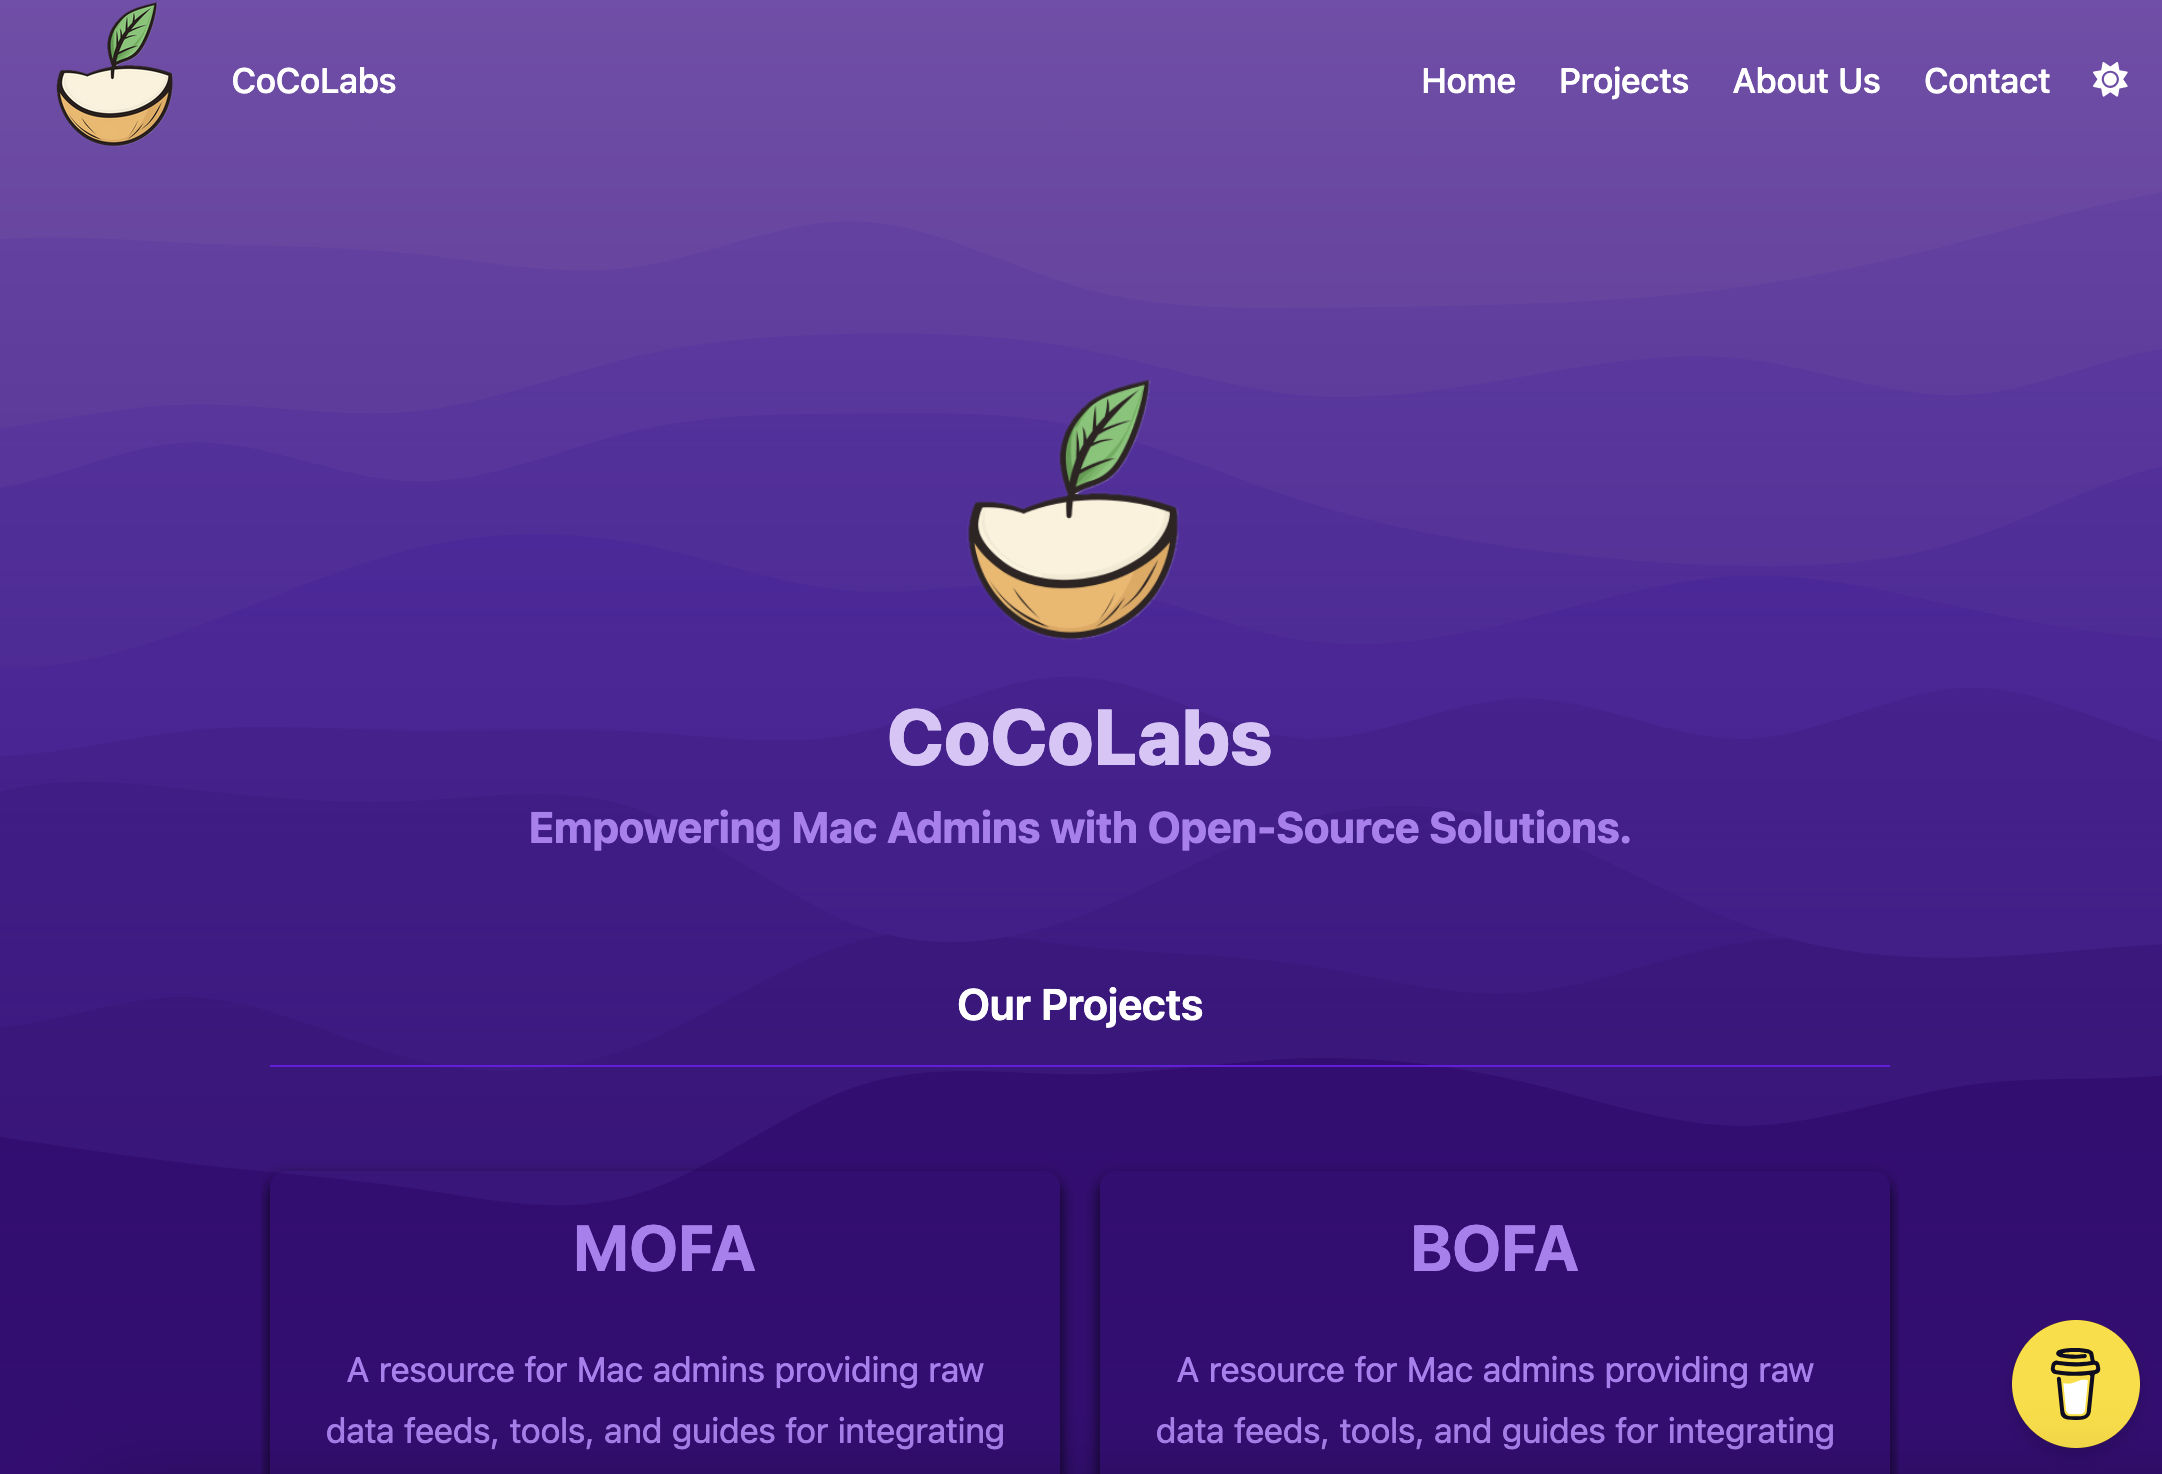 CoCoLabs
Home Projects About Us Contact
CoCoLabs
Empowering Mac Admins with Open-Source Solutions.
Our Projects
MOFA
A resource for Mac admins providing raw
data feeds, tools, and guides for integrating
BOFA
A resource for Mac admins providing raw
data feeds, tools, and guides for integrating